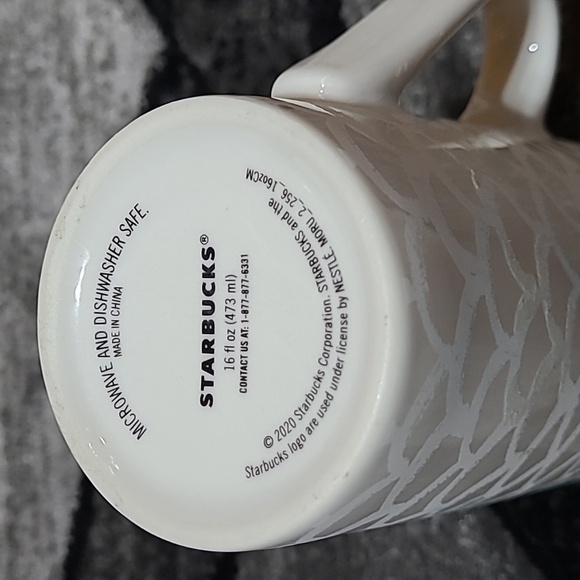 MICROWAVE AND DISHWASHER SAFE.
MADE IN CHINA
STARBUCKS®
16 fl oz (473 ml)
CONTACT US AT: 1-877-877-6331
© 2020 Starbucks Corporation. STARBUCKS and the
Starbucks logo are used under license by NESTLE. MORU_2_256_16ozCM